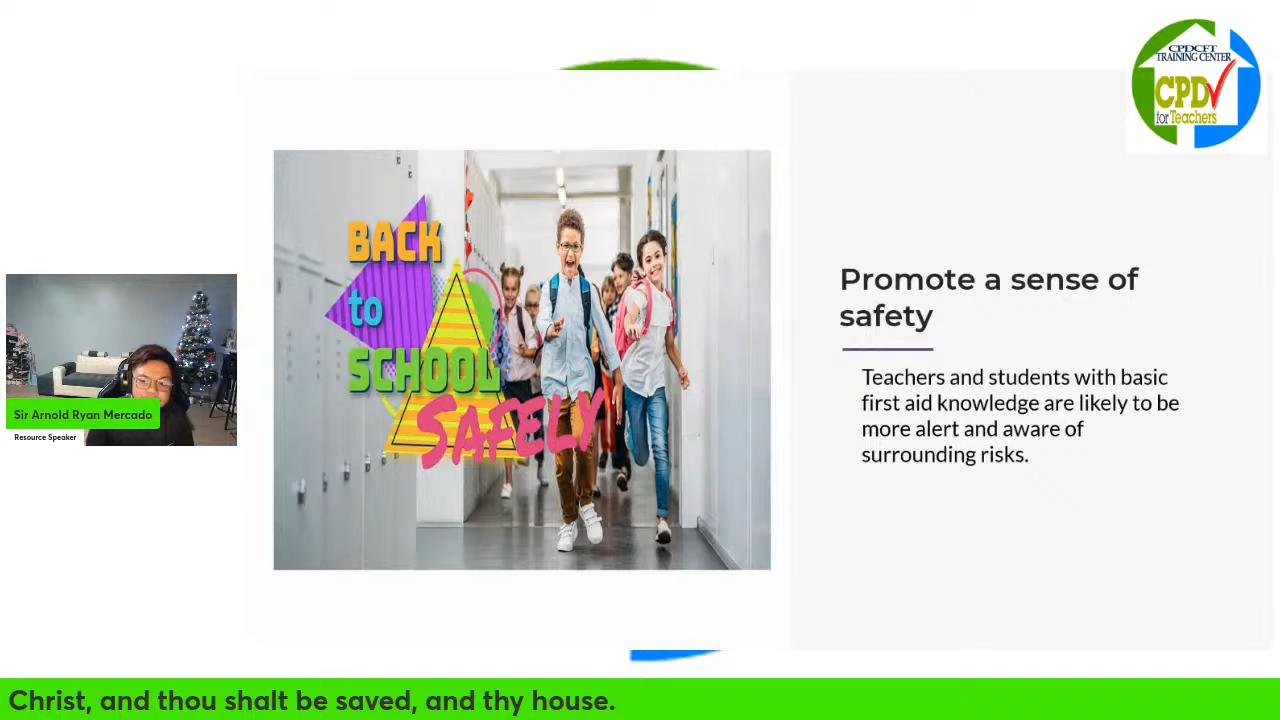 CPDCFT
TRAINING CENTER
CPD
for Teachers
BACK
to
SCHOOL
SAFELY
Promote a sense of
safety
Teachers and students with basic
first aid knowledge are likely to be
more alert and aware of
surrounding risks.
Sir Arnold Ryan Mercado
Resource Speaker
Christ, and thou shalt be saved, and thy house.